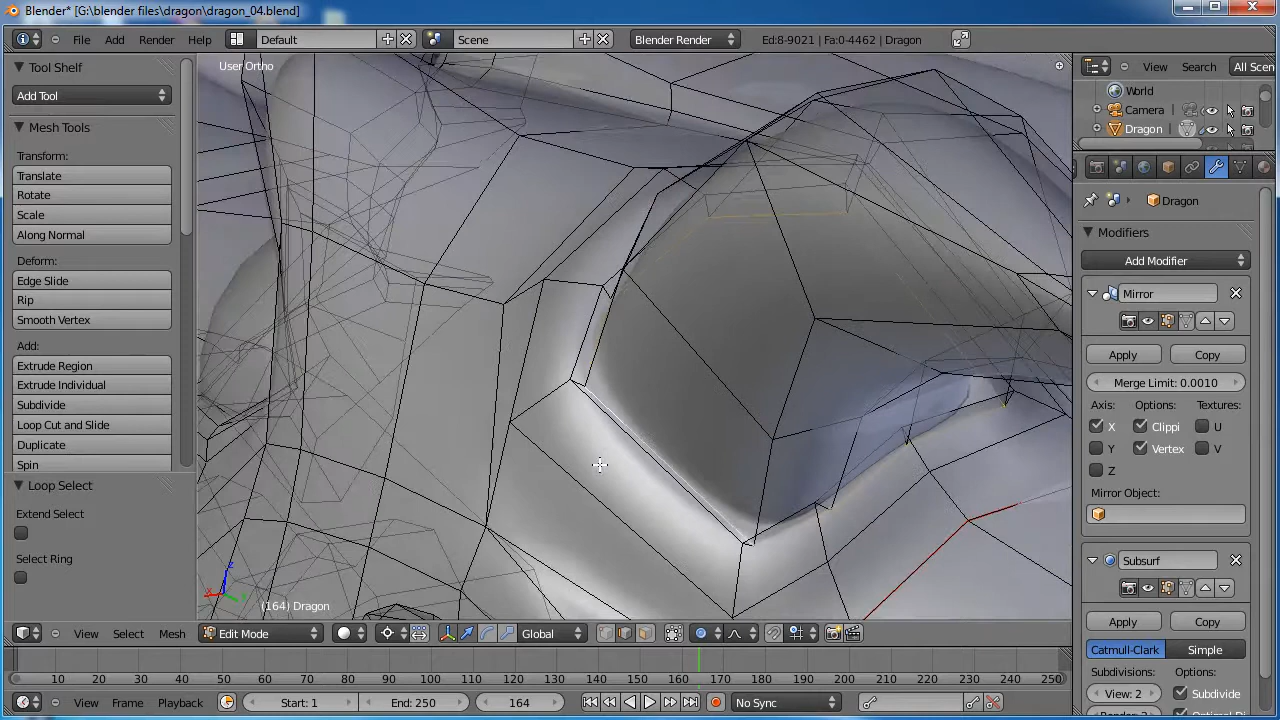 Blender* [G:\blender files\dragon\dragon_04.blend]
File Add Render Help Default Scene Blender Render Ed:8-9021 | Fa:0-4462 | Dragon
Tool Shelf
Add Tool
Mesh Tools
Transform:
Translate
Rotate
Scale
Along Normal
Deform:
Edge Slide
Rip
Smooth Vertex
Add:
Extrude Region
Extrude Individual
Subdivide
Loop Cut and Slide
Duplicate
Spin
Loop Select
Extend Select
Select Ring
User Ortho
(164) Dragon
View Select Mesh Edit Mode Global
10 20 30 40 50 60 70 80 90 100 110 120 130 140 150 160 170 180 190 200 210 220 230 240 250
View Frame Playback Start: 1 End: 250 164 No Sync
View Search All Scen
World
Camera
Dragon
Dragon
Modifiers
Add Modifier
Mirror
Apply Copy
Merge Limit: 0.0010
Axis: Options: Textures:
X Clippi U
Y Vertex V
Z
Mirror Object:
Subsurf
Apply Copy
Catmull-Clark Simple
Subdivisions: Options:
View: 2 Subdivide